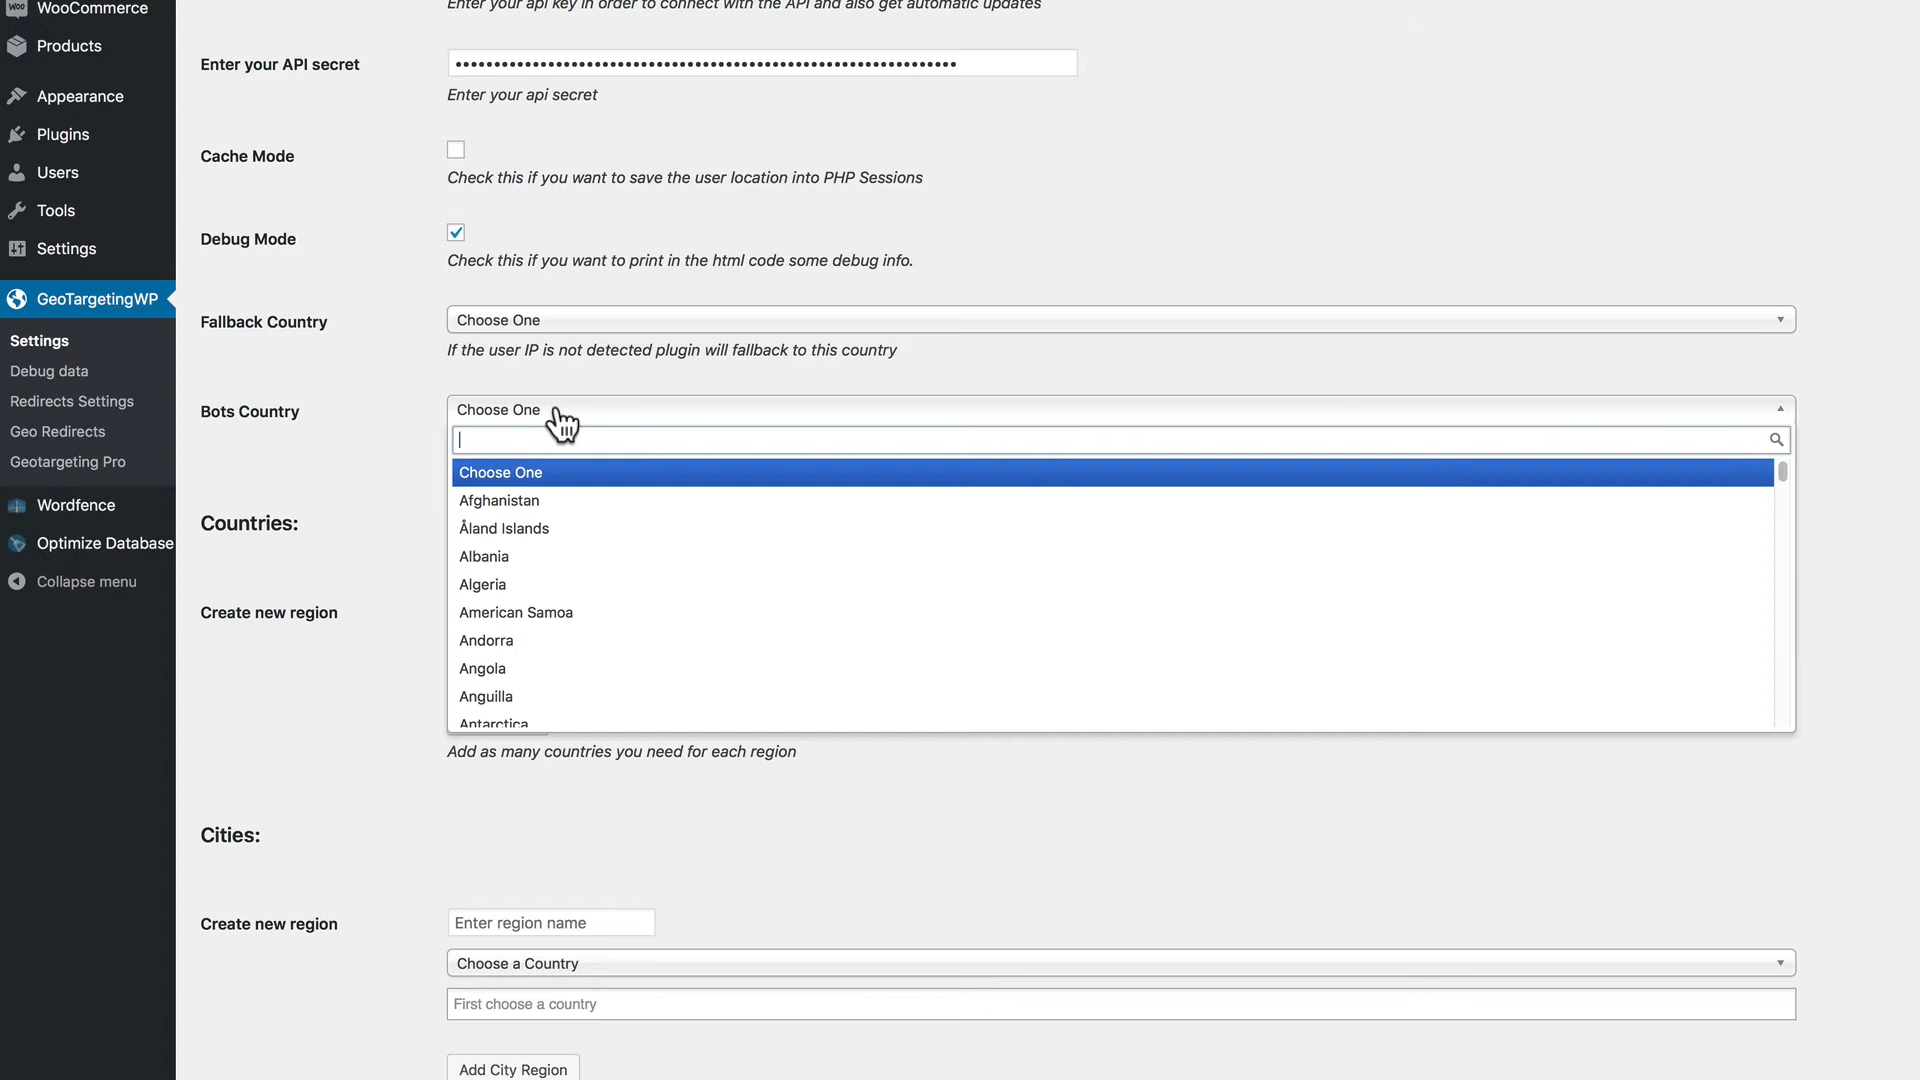 WOO WooCommerce
Enter your api key in order to connect with the API and also get automatic updates
Products
Enter your API secret
Enter your api secret
Appearance
Plugins
Cache Mode
Users
Check this if you want to save the user location into PHP Sessions
Tools
Debug Mode
Settings
Check this if you want to print in the html code some debug info.
GeoTargetingWP
Fallback Country
Choose One
Settings
If the user IP is not detected plugin will fallback to this country
Debug data
Redirects Settings
Bots Country
Choose One
Geo Redirects
Geotargeting Pro
Choose One
Afghanistan
Wordfence
Countries:
Åland Islands
Optimize Database
Albania
Collapse menu
Algeria
Create new region
American Samoa
Andorra
Angola
Anguilla
Antarctica
Add as many countries you need for each region
Cities:
Create new region
Enter region name
Choose a Country
First choose a country
Add City Region